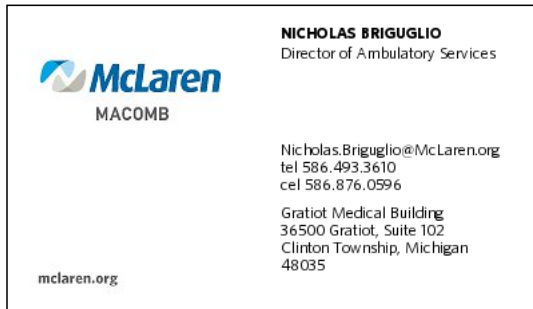 NICHOLAS BRIGUGLIO
Director of Ambulatory Services
McLaren
MACOMB
Nicholas.Briguglio@McLaren.org
tel 586.493.3610
cel 586.876.0596
Gratiot Medical Building
36500 Gratiot, Suite 102
Clinton Township, Michigan
48035
mclaren.org